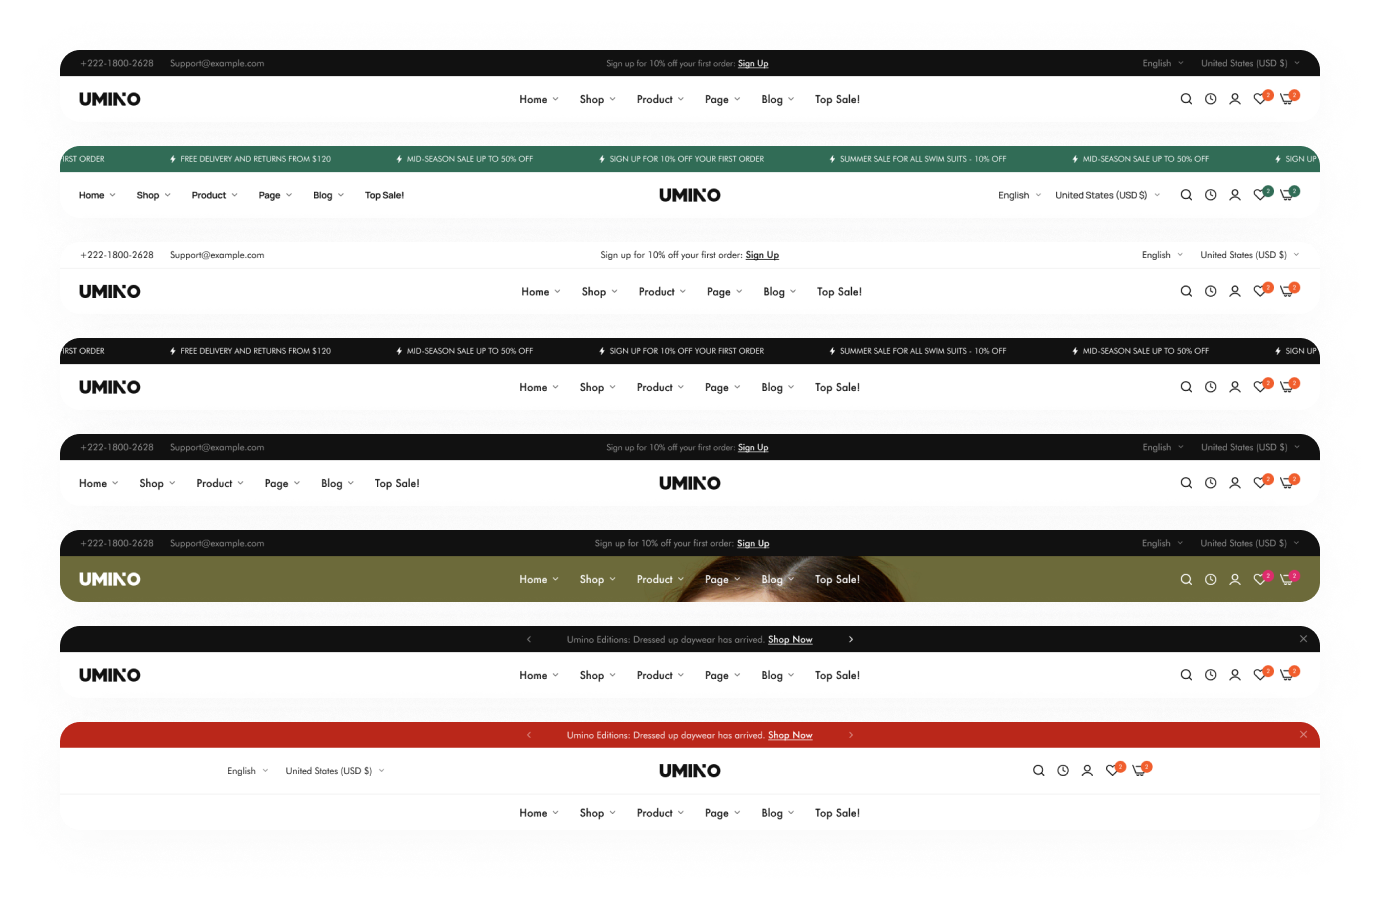 +222-1800-2628 Support@example.com Sign up for 10% off your first order: Sign Up English United States (USD $)
UMINO Home Shop Product Page Blog Top Sale! 2 2
IRST ORDER FREE DELIVERY AND RETURNS FROM $120 MID-SEASON SALE UP TO 50% OFF SIGN UP FOR 10% OFF YOUR FIRST ORDER SUMMER SALE FOR ALL SWIM SUITS - 10% OFF MID-SEASON SALE UP TO 50% OFF SIGN UP
Home Shop Product Page Blog Top Sale! UMINO English United States (USD $) 2 2
+222-1800-2628 Support@example.com Sign up for 10% off your first order: Sign Up English United States (USD $)
UMINO Home Shop Product Page Blog Top Sale! 2 2
IRST ORDER FREE DELIVERY AND RETURNS FROM $120 MID-SEASON SALE UP TO 50% OFF SIGN UP FOR 10% OFF YOUR FIRST ORDER SUMMER SALE FOR ALL SWIM SUITS - 10% OFF MID-SEASON SALE UP TO 50% OFF SIGN UP
UMINO Home Shop Product Page Blog Top Sale! 2 2
+222-1800-2628 Support@example.com Sign up for 10% off your first order: Sign Up English United States (USD $)
Home Shop Product Page Blog Top Sale! UMINO 2 2
+222-1800-2628 Support@example.com Sign up for 10% off your first order: Sign Up English United States (USD $)
UMINO Home Shop Product Page Blog Top Sale! 2 2
Umino Editions: Dressed up daywear has arrived. Shop Now
UMINO Home Shop Product Page Blog Top Sale! 2 2
Umino Editions: Dressed up daywear has arrived. Shop Now
English United States (USD $) UMINO 2 2
Home Shop Product Page Blog Top Sale!